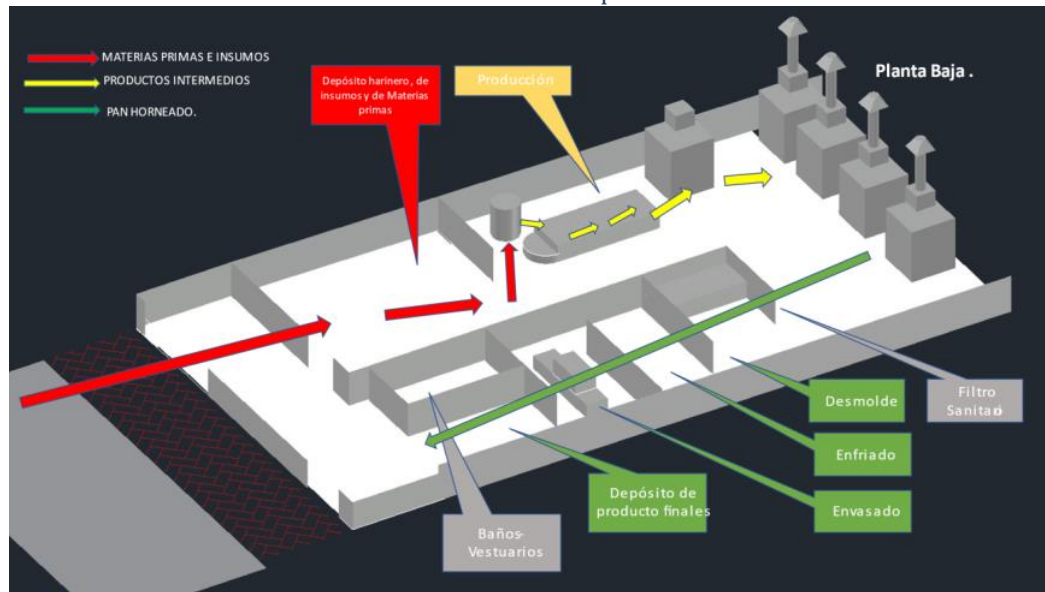 MATERIAS PRIMAS E INSUMOS
PRODUCTOS INTERMEDIOS
PAN HORNEADO.
Depósito harinero, de
insumos y de Materias
primas
Producción
Planta Baja .
Desmolde
Filtro
Enfriado
Depósito de
producto finales
Envasado
Baños-
Vestuarios